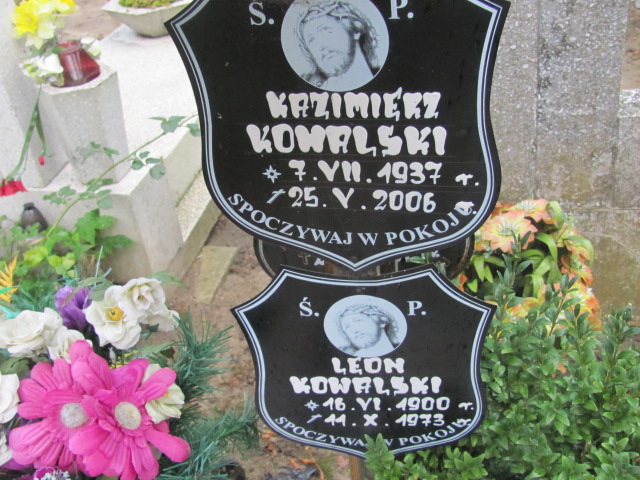 Ś. P.
KAZIMIERZ
KOWALSKI
* 7. VII. 1937 r.
† 25. V. 2006 r.
SPOCZYWAJ W POKOJU
Ś. P.
LEON
KOWALSKI
* 16. VI. 1900 r.
† 11. X. 1973 r.
SPOCZYWAJ W POKOJU